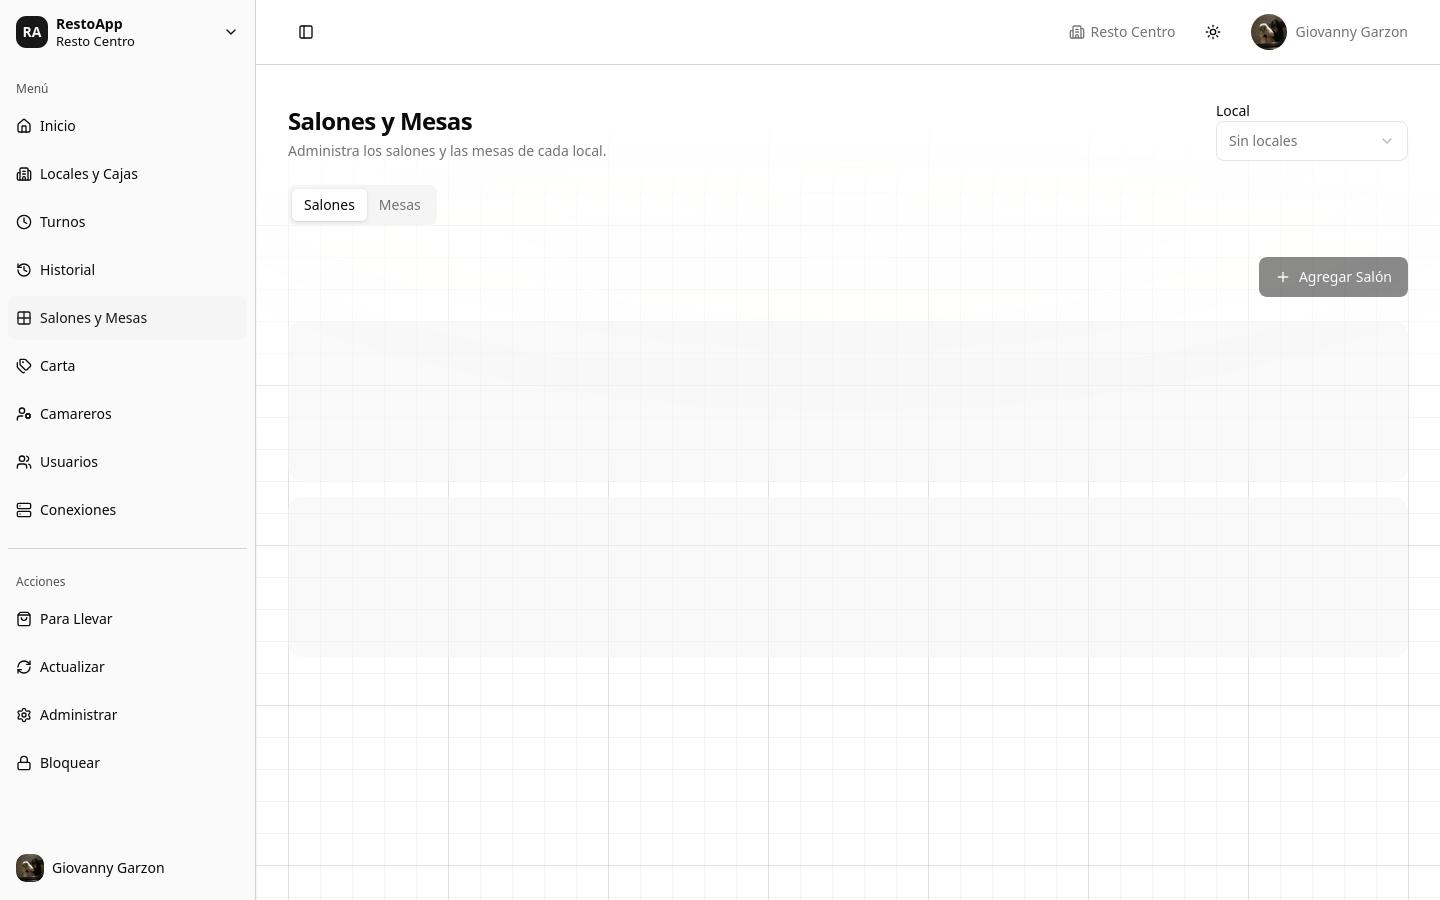 RA
RestoApp
Resto Centro
Menú
Inicio
Locales y Cajas
Turnos
Historial
Salones y Mesas
Carta
Camareros
Usuarios
Conexiones
Acciones
Para Llevar
Actualizar
Administrar
Bloquear
Giovanny Garzon
Resto Centro
Giovanny Garzon
Salones y Mesas
Administra los salones y las mesas de cada local.
Local
Sin locales
Salones
Mesas
Agregar Salón